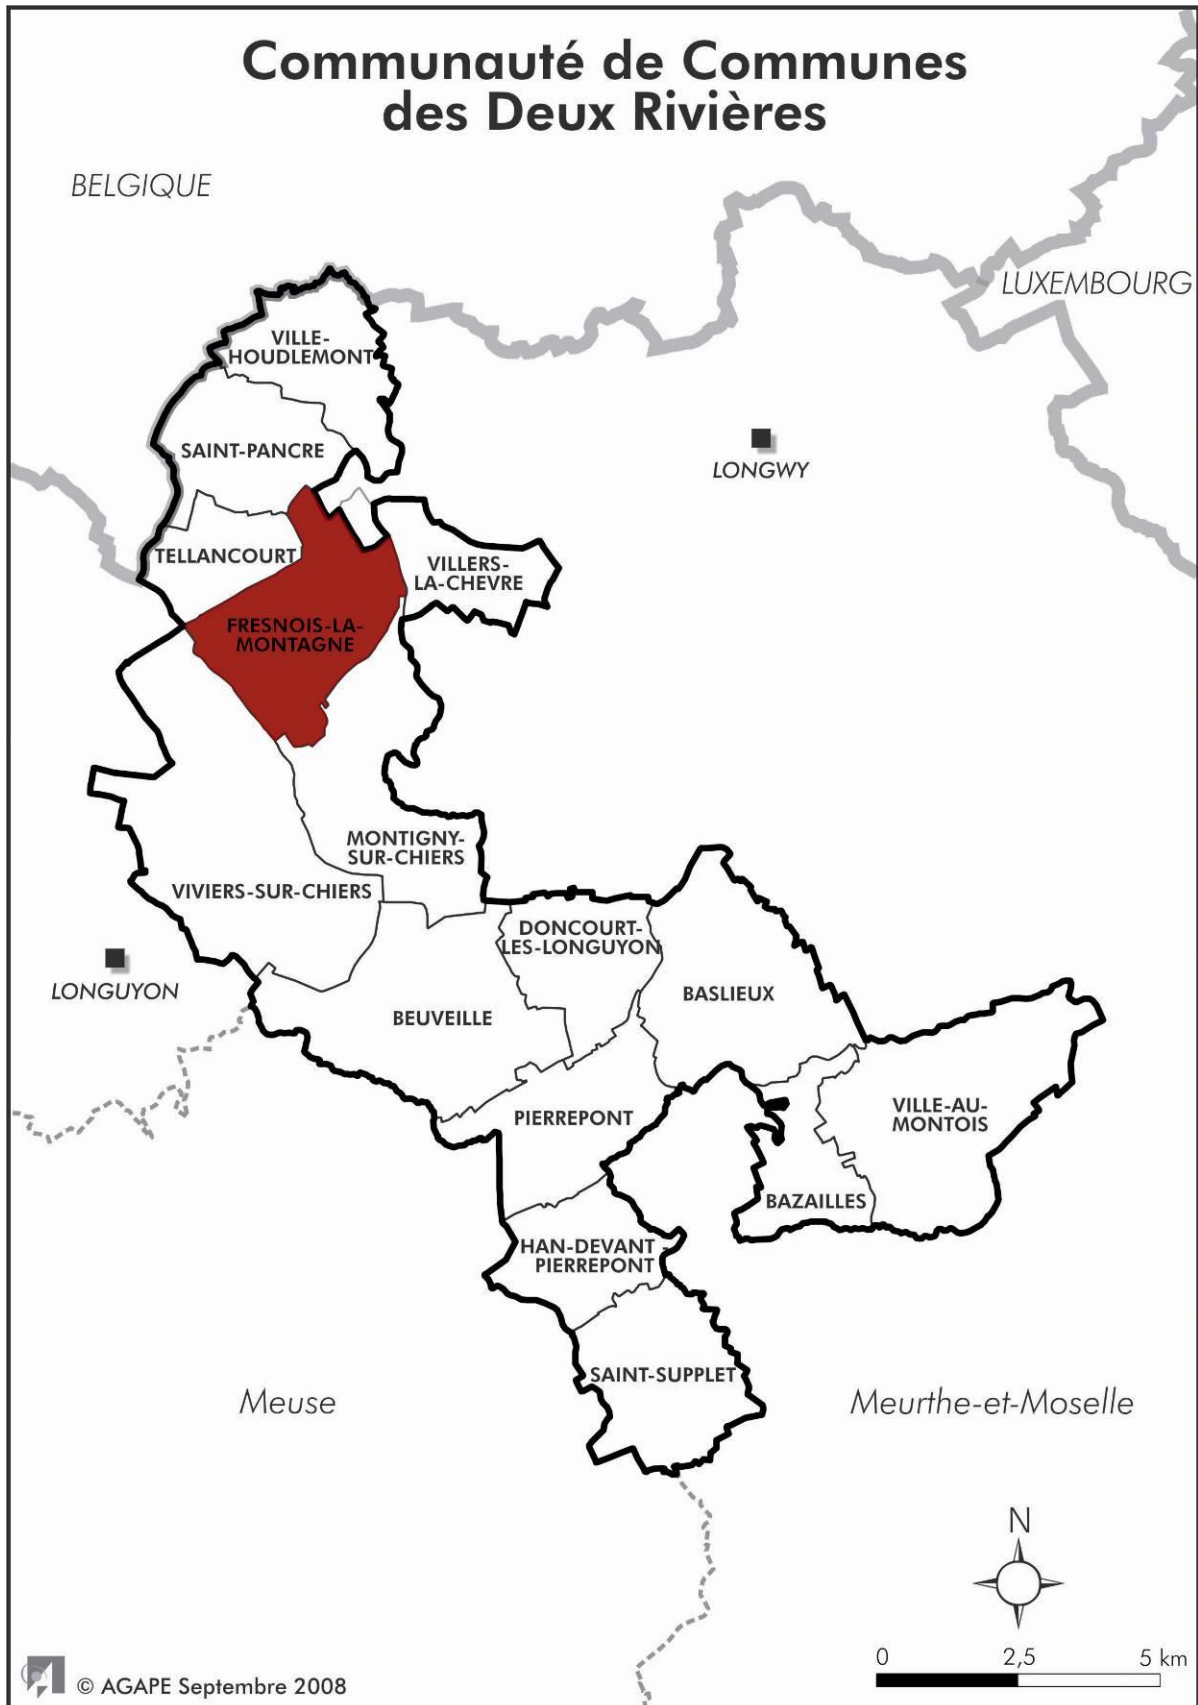 Communauté de Communes
des Deux Rivières
BELGIQUE
LUXEMBOURG
VILLE-
HOUDLEMONT
SAINT-PANCRE
LONGWY
TELLANCOURT
VILLERS-
LA-CHEVRE
FRESNOIS-LA-
MONTAGNE
MONTIGNY-
SUR-CHIERS
VIVIERS-SUR-CHIERS
DONCOURT-
LES-LONGUYON
LONGUYON
BASLIEUX
BEUVEILLE
PIERREPONT
VILLE-AU-
MONTOIS
BAZAILLES
HAN-DEVANT-
PIERREPONT
SAINT-SUPPLET
Meuse
Meurthe-et-Moselle
N
0 2,5 5 km
© AGAPE Septembre 2008